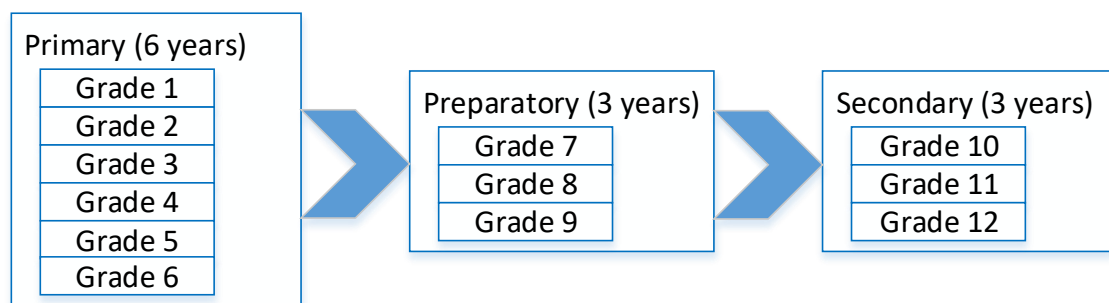 Primary (6 years)
Grade 1
Grade 2
Grade 3
Grade 4
Grade 5
Grade 6
Preparatory (3 years)
Grade 7
Grade 8
Grade 9
Secondary (3 years)
Grade 10
Grade 11
Grade 12